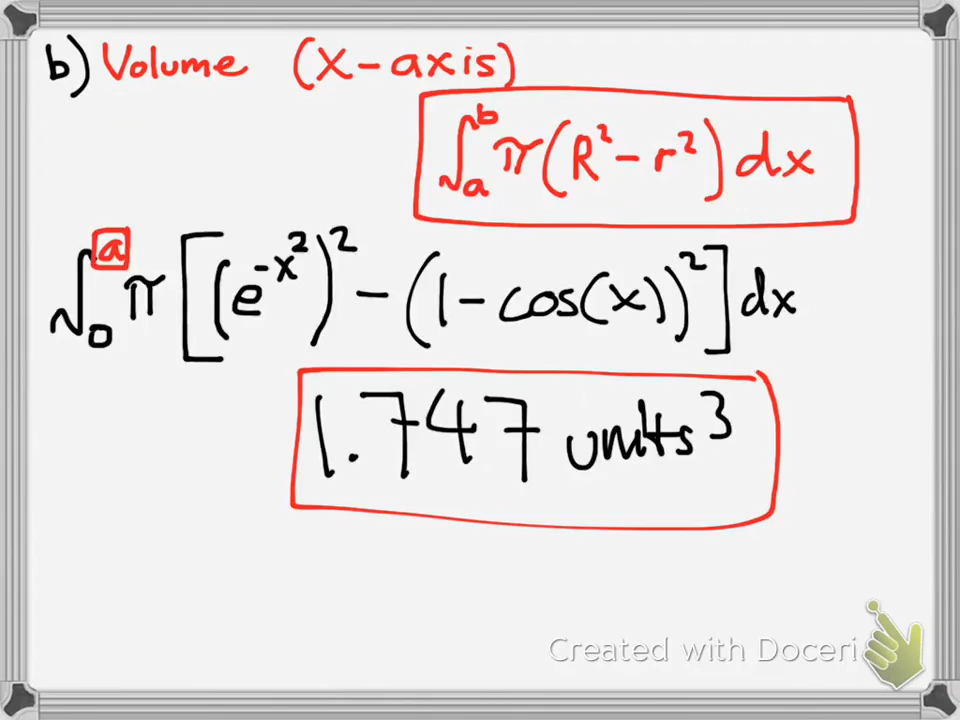 b) Volume (x-axis)
∫ₐᵇ π(R² - r²) dx
∫₀ᵃ π[(e^(-x²))² - (1 - cos(x))²] dx
1.747 units³
Created with Doceri